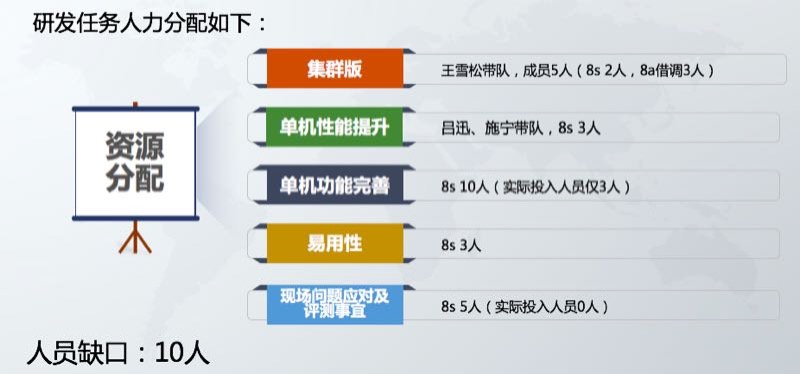 研发任务人力分配如下：
资源
分配
集群版
王雪松带队，成员5人（8s 2人，8a借调3人）
单机性能提升
吕迅、施宁带队，8s 3人
单机功能完善
8s 10人（实际投入人员仅3人）
易用性
8s 3人
现场问题应对及
评测事宜
8s 5人（实际投入人员0人）
人员缺口：10人